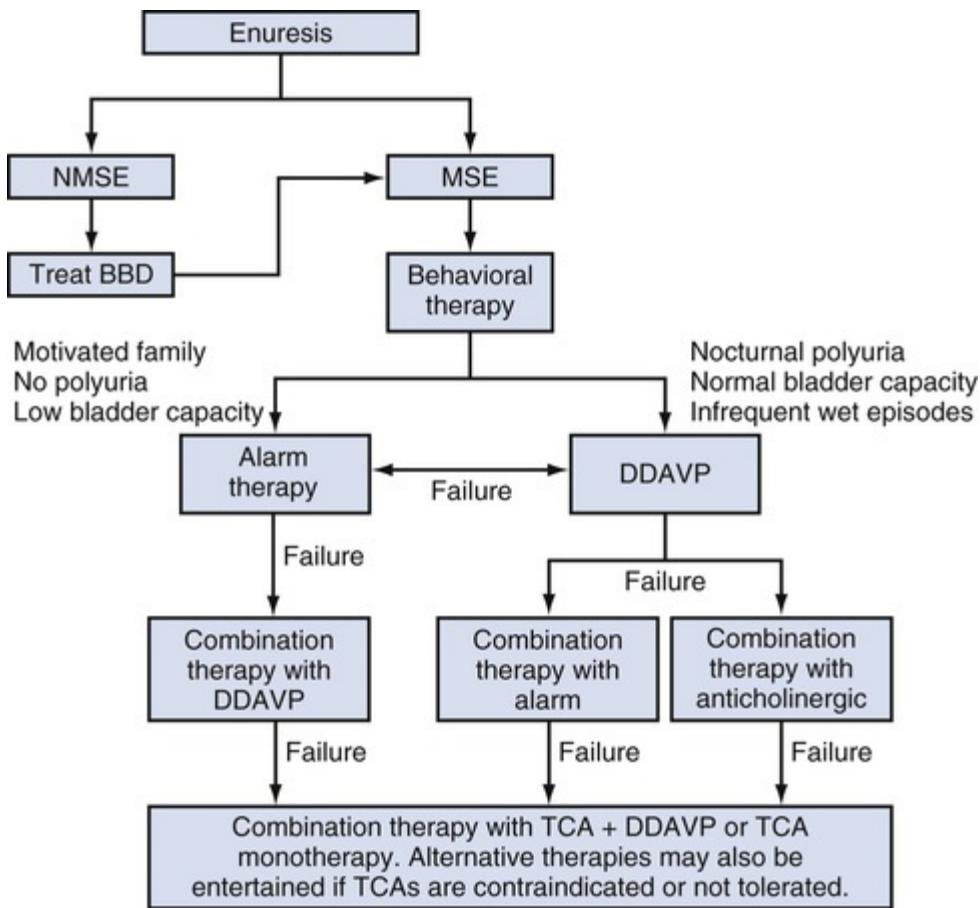 Enuresis
NMSE
MSE
Treat BBD
Behavioral
therapy
Motivated family
No polyuria
Low bladder capacity
Nocturnal polyuria
Normal bladder capacity
Infrequent wet episodes
Alarm
therapy
Failure
DDAVP
Failure
Failure
Combination
therapy with
DDAVP
Combination
therapy with
alarm
Combination
therapy with
anticholinergic
Failure
Failure
Failure
Combination therapy with TCA + DDAVP or TCA
monotherapy. Alternative therapies may also be
entertained if TCAs are contraindicated or not tolerated.